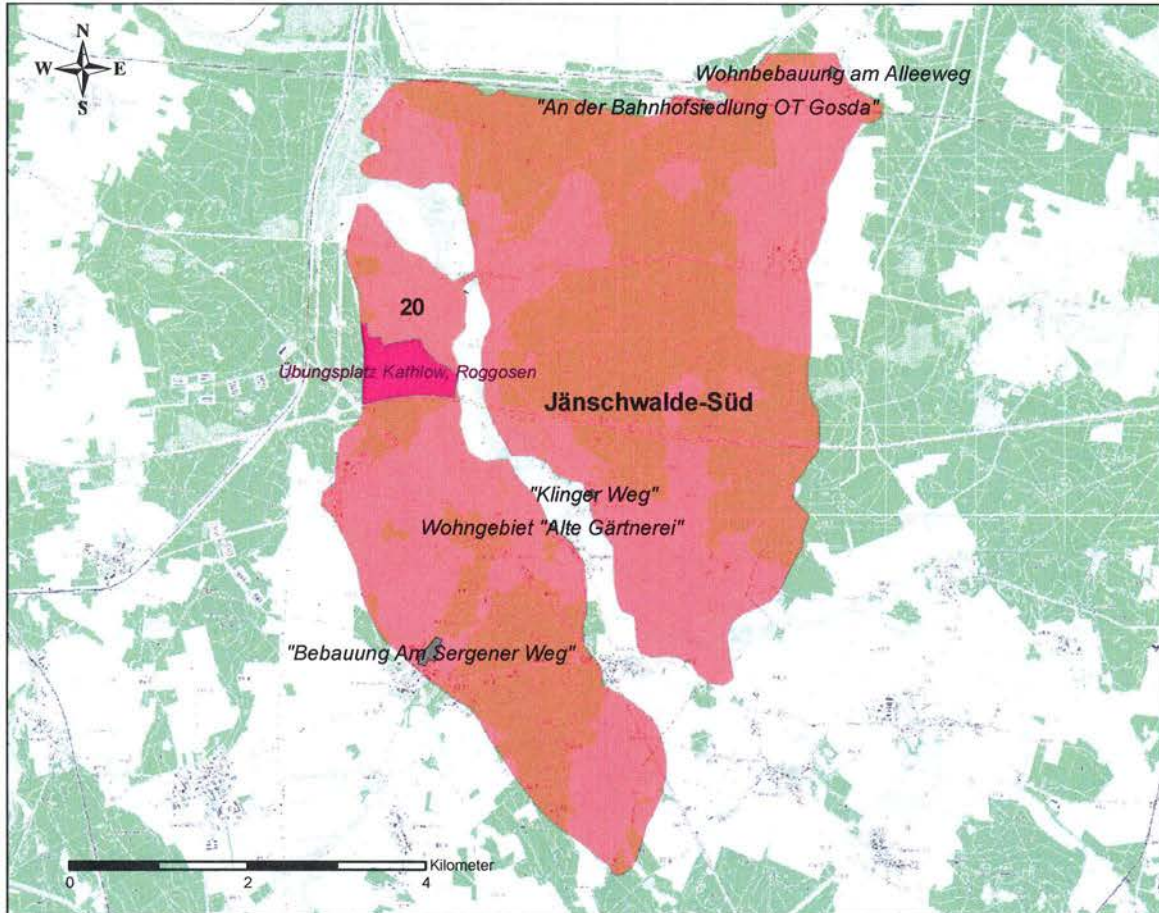 N
W E
S
Wohnbebauung am Alleeweg
"An der Bahnhofsiedlung OT Gosda"
20
Übungsplatz Kathlow, Roggosen
Jänschwalde-Süd
"Klinger Weg"
Wohngebiet "Alte Gärtnerei"
"Bebauung Am Sergener Weg"
Kilometer
0 2 4